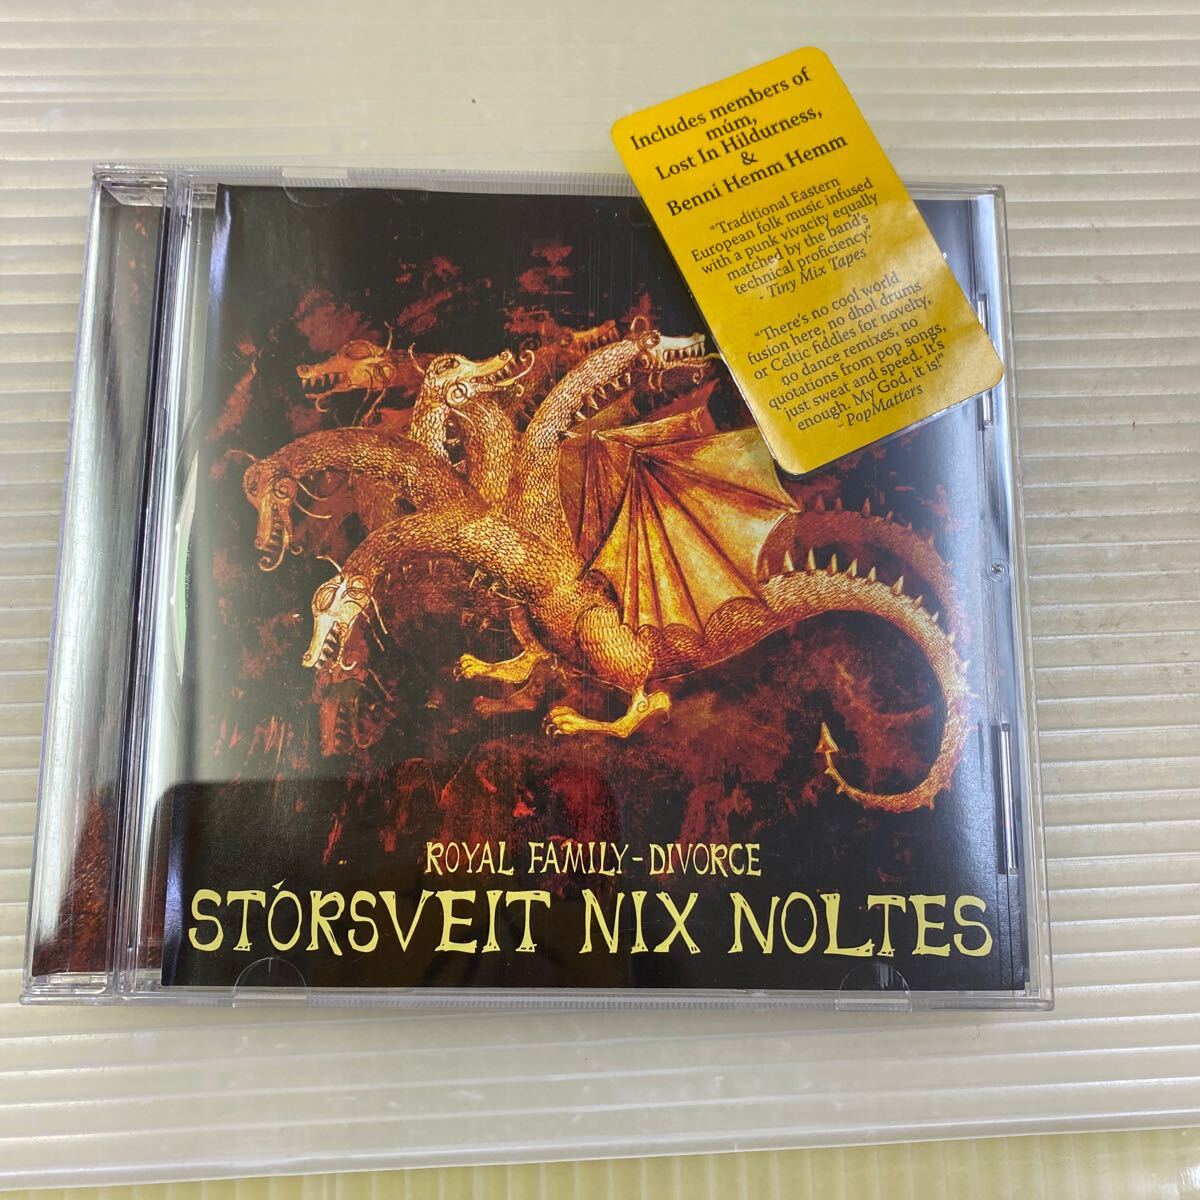 Includes members of
múm,
Lost In Hildurness,
&
Benni Hemm Hemm
"Traditional Eastern
European folk music infused
with a punk vivacity equally
matched by the band's
technical proficiency."
- Tiny Mix Tapes
"There's no cool world
fusion here, no dhol drums
or Celtic fiddles for novelty,
no dance remixes, no
quotations from pop songs,
just sweat and speed. It's
enough. My God, it is!"
- PopMatters
ROYAL FAMILY-DIVORCE
STÓRSVEIT NIX NOLTES